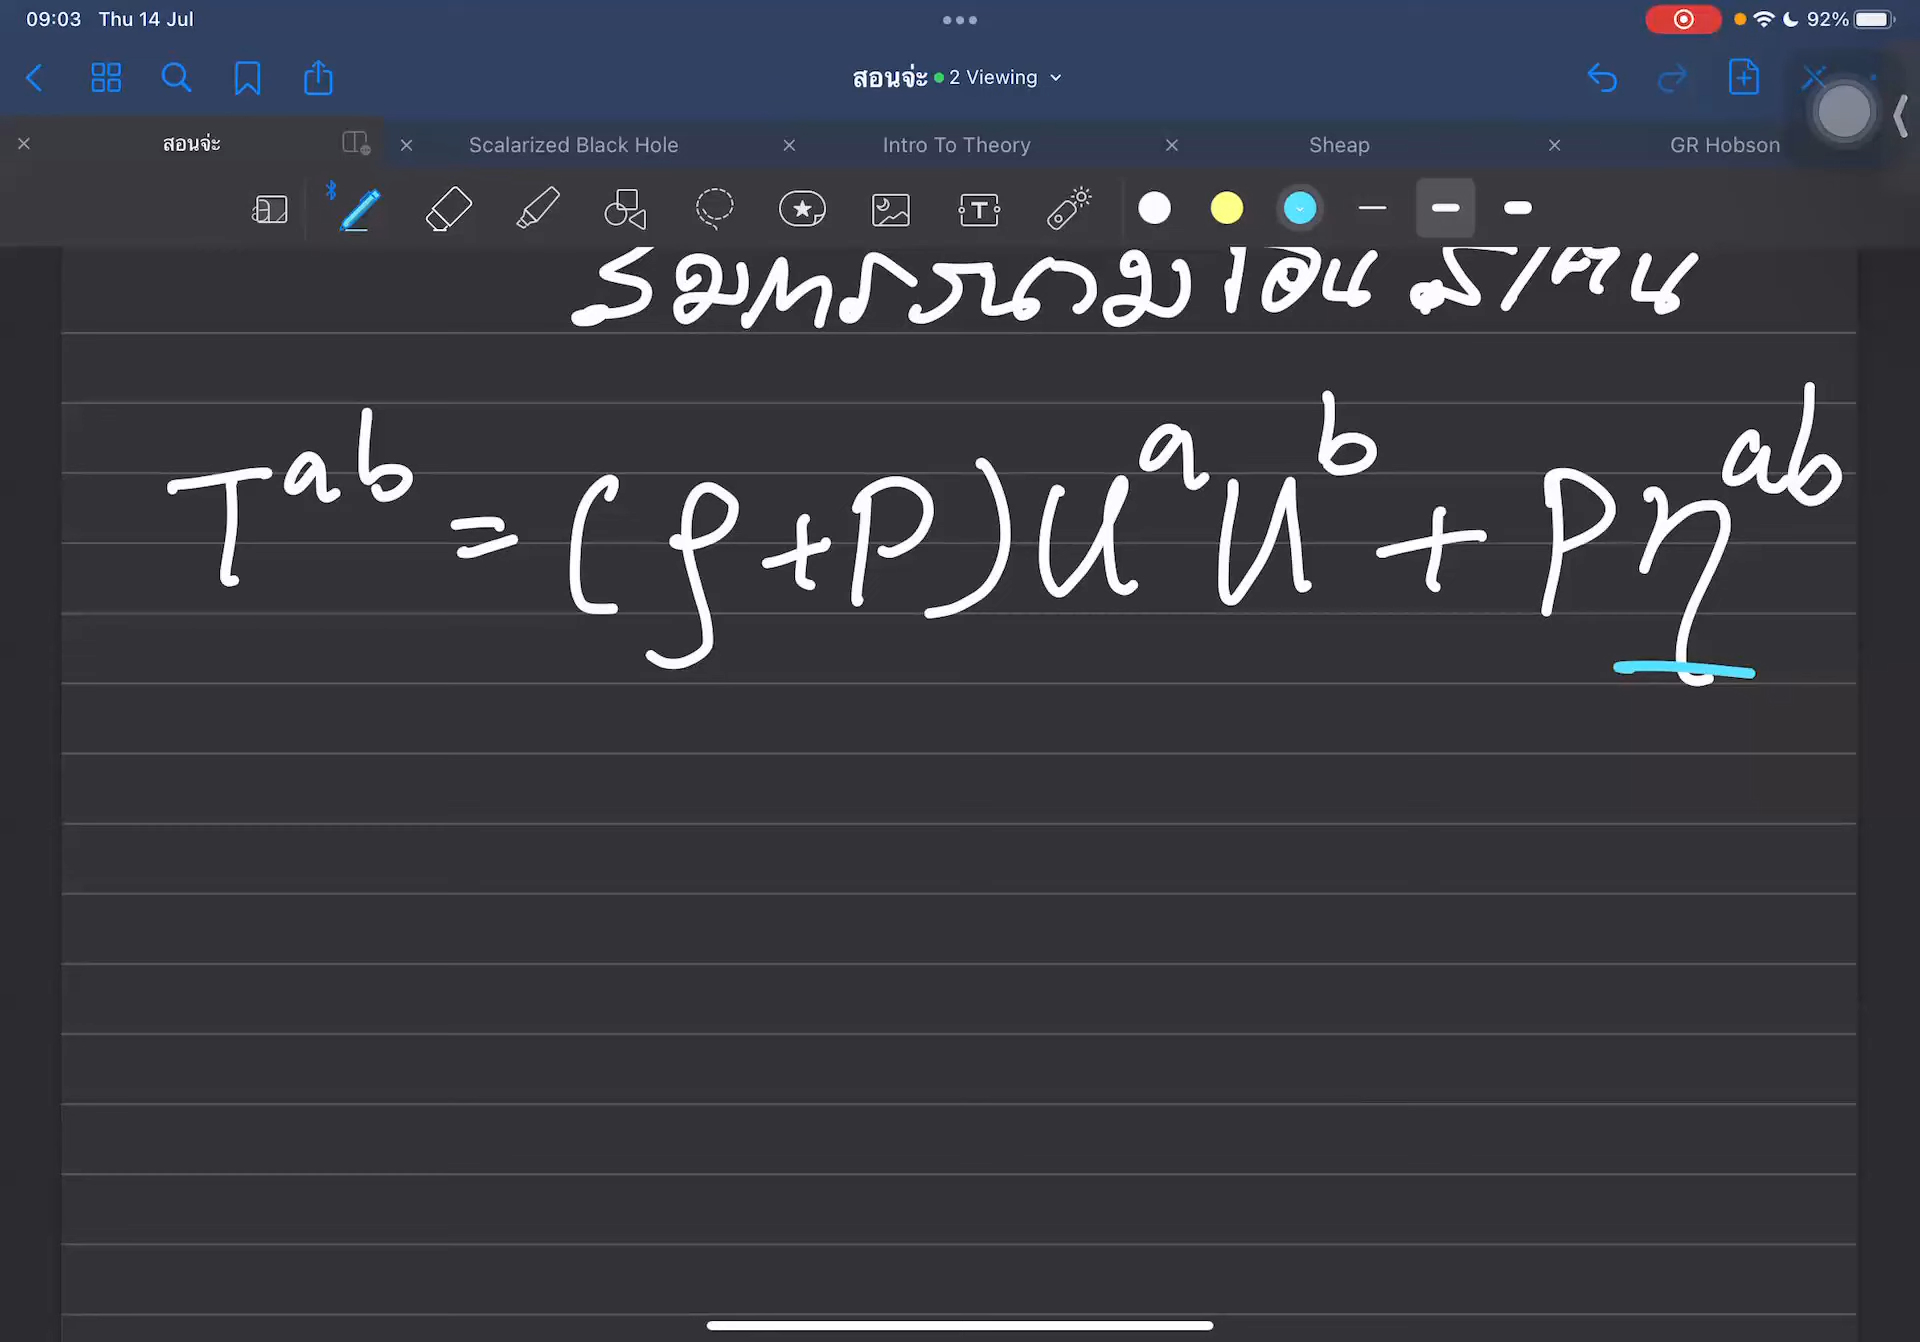 09:03 Thu 14 Jul
92%
สอนจ่ะ 2 Viewing
สอนจ่ะ
Scalarized Black Hole
Intro To Theory
Sheap
GR Hobson
T^{ab} = (ρ+P)U^a U^b + Pη^{ab}